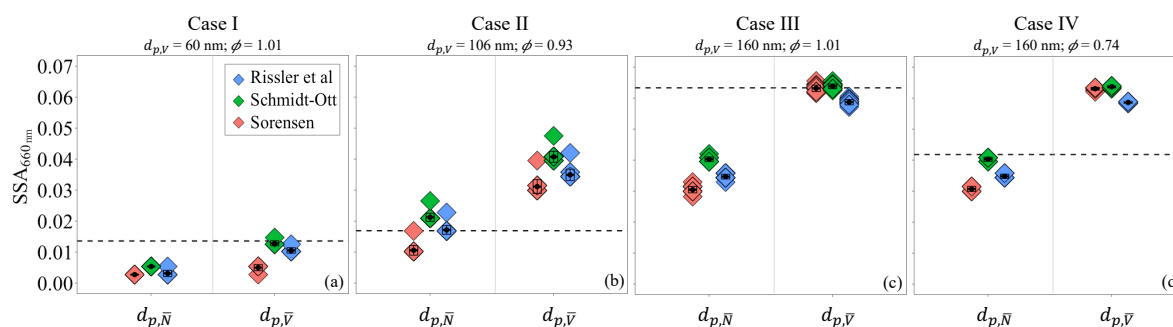 Case I
d_{p,V} = 60 nm; ϕ = 1.01
Case II
d_{p,V} = 106 nm; ϕ = 0.93
Case III
d_{p,V} = 160 nm; ϕ = 1.01
Case IV
d_{p,V} = 160 nm; ϕ = 0.74
SSA_{660nm}
0.07
0.06
0.05
0.04
0.03
0.02
0.01
0.00
Rissler et al
Schmidt-Ott
Sorensen
(a)
(b)
(c)
(d
d_{p,N̅}
d_{p,V̅}
d_{p,N̅}
d_{p,V̅}
d_{p,N̅}
d_{p,V̅}
d_{p,N̅}
d_{p,V̅}